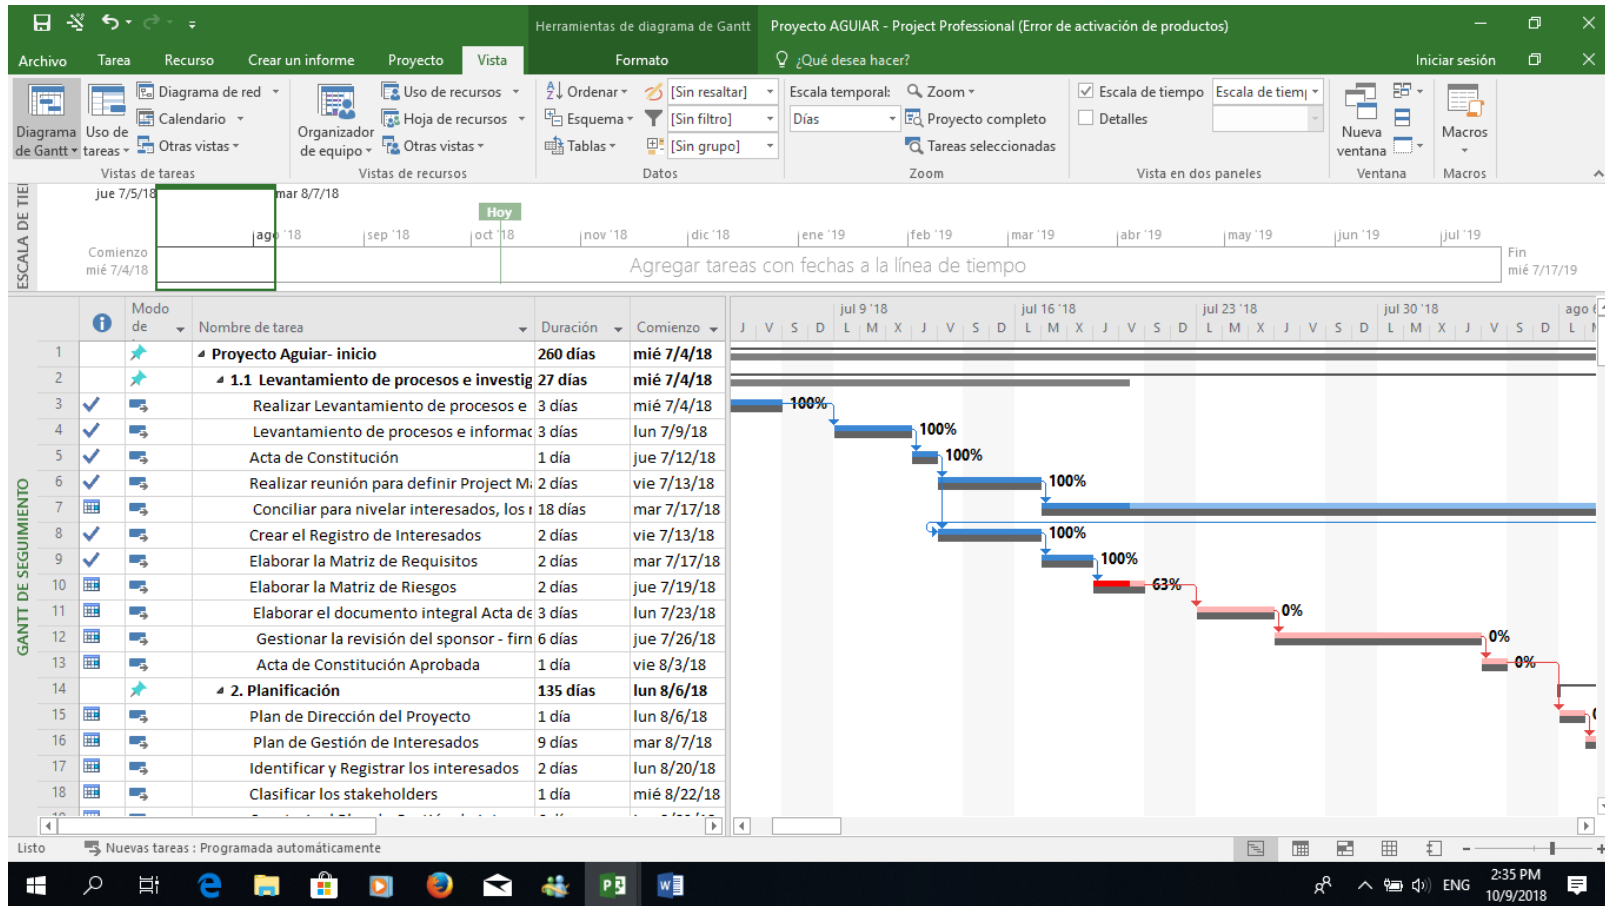 Herramientas de diagrama de Gantt
Proyecto AGUIAR - Project Professional (Error de activación de productos)
Archivo Tarea Recurso Crear un informe Proyecto Vista Formato ¿Qué desea hacer? Iniciar sesión
Diagrama de red Uso de recursos Ordenar [Sin resaltar] Escala temporal: Zoom Escala de tiempo Escala de tiem
Calendario Hoja de recursos Esquema [Sin filtro] Días Proyecto completo Detalles
Diagrama Uso de Organizador Nueva Macros
de Gantt tareas Otras vistas de equipo Otras vistas Tablas [Sin grupo] Tareas seleccionadas ventana
Vistas de tareas Vistas de recursos Datos Zoom Vista en dos paneles Ventana Macros
ESCALA DE TIE
jue 7/5/18 mar 8/7/18
Hoy
ago '18 sep '18 oct '18 nov '18 dic '18 ene '19 feb '19 mar '19 abr '19 may '19 jun '19 jul '19
Comienzo
mié 7/4/18
Agregar tareas con fechas a la línea de tiempo
Fin
mié 7/17/19
Modo
de Nombre de tarea Duración Comienzo
jul 9 '18 jul 16 '18 jul 23 '18 jul 30 '18 ago 6
J V S D L M X J V S D L M X J V S D L M X J V S D L M X J V S D L
GANTT DE SEGUIMIENTO
1 Proyecto Aguiar- inicio 260 días mié 7/4/18
2 1.1 Levantamiento de procesos e investig 27 días mié 7/4/18
3 Realizar Levantamiento de procesos e 3 días mié 7/4/18 100%
4 Levantamiento de procesos e informac 3 días lun 7/9/18 100%
5 Acta de Constitución 1 día jue 7/12/18 100%
6 Realizar reunión para definir Project Ma 2 días vie 7/13/18 100%
7 Conciliar para nivelar interesados, los r 18 días mar 7/17/18
8 Crear el Registro de Interesados 2 días vie 7/13/18 100%
9 Elaborar la Matriz de Requisitos 2 días mar 7/17/18 100%
10 Elaborar la Matriz de Riesgos 2 días jue 7/19/18 63%
11 Elaborar el documento integral Acta de 3 días lun 7/23/18 0%
12 Gestionar la revisión del sponsor - firm 6 días jue 7/26/18 0%
13 Acta de Constitución Aprobada 1 día vie 8/3/18 0%
14 2. Planificación 135 días lun 8/6/18
15 Plan de Dirección del Proyecto 1 día lun 8/6/18
16 Plan de Gestión de Interesados 9 días mar 8/7/18
17 Identificar y Registrar los interesados 2 días lun 8/20/18
18 Clasificar los stakeholders 1 día mié 8/22/18
Listo Nuevas tareas : Programada automáticamente
ENG
2:35 PM
10/9/2018